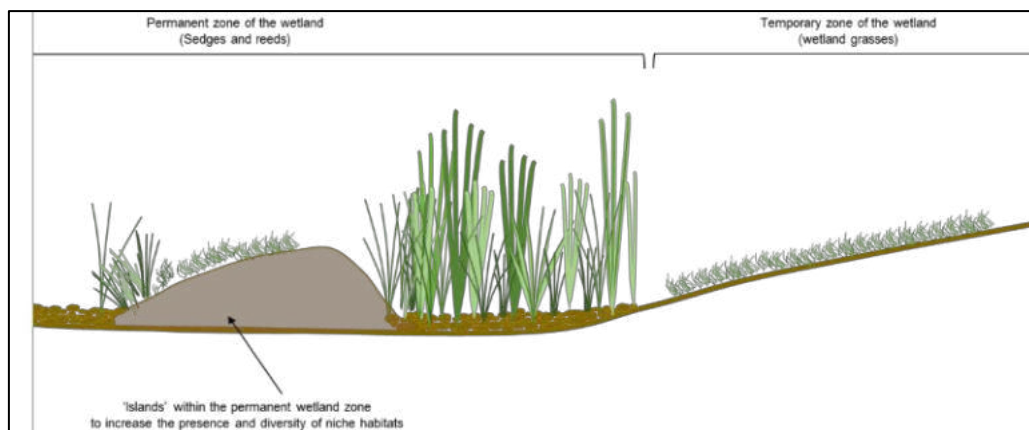 Permanent zone of the wetland
(Sedges and reeds)
Temporary zone of the wetland
(wetland grasses)
'Islands' within the permanent wetland zone
to increase the presence and diversity of niche habitats